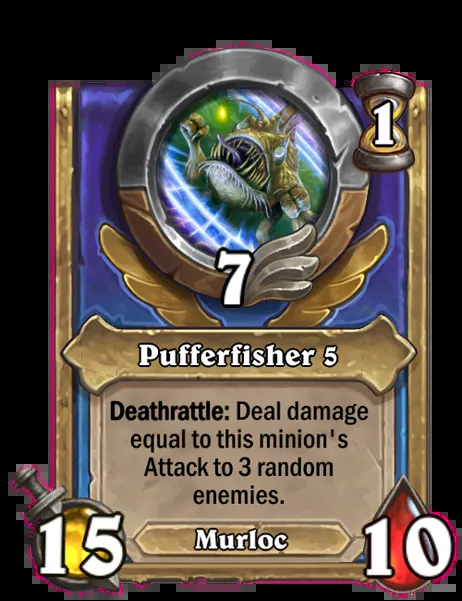 1
7
Pufferfisher 5
Deathrattle: Deal damage
equal to this minion's
Attack to 3 random
enemies.
15
Murloc
10